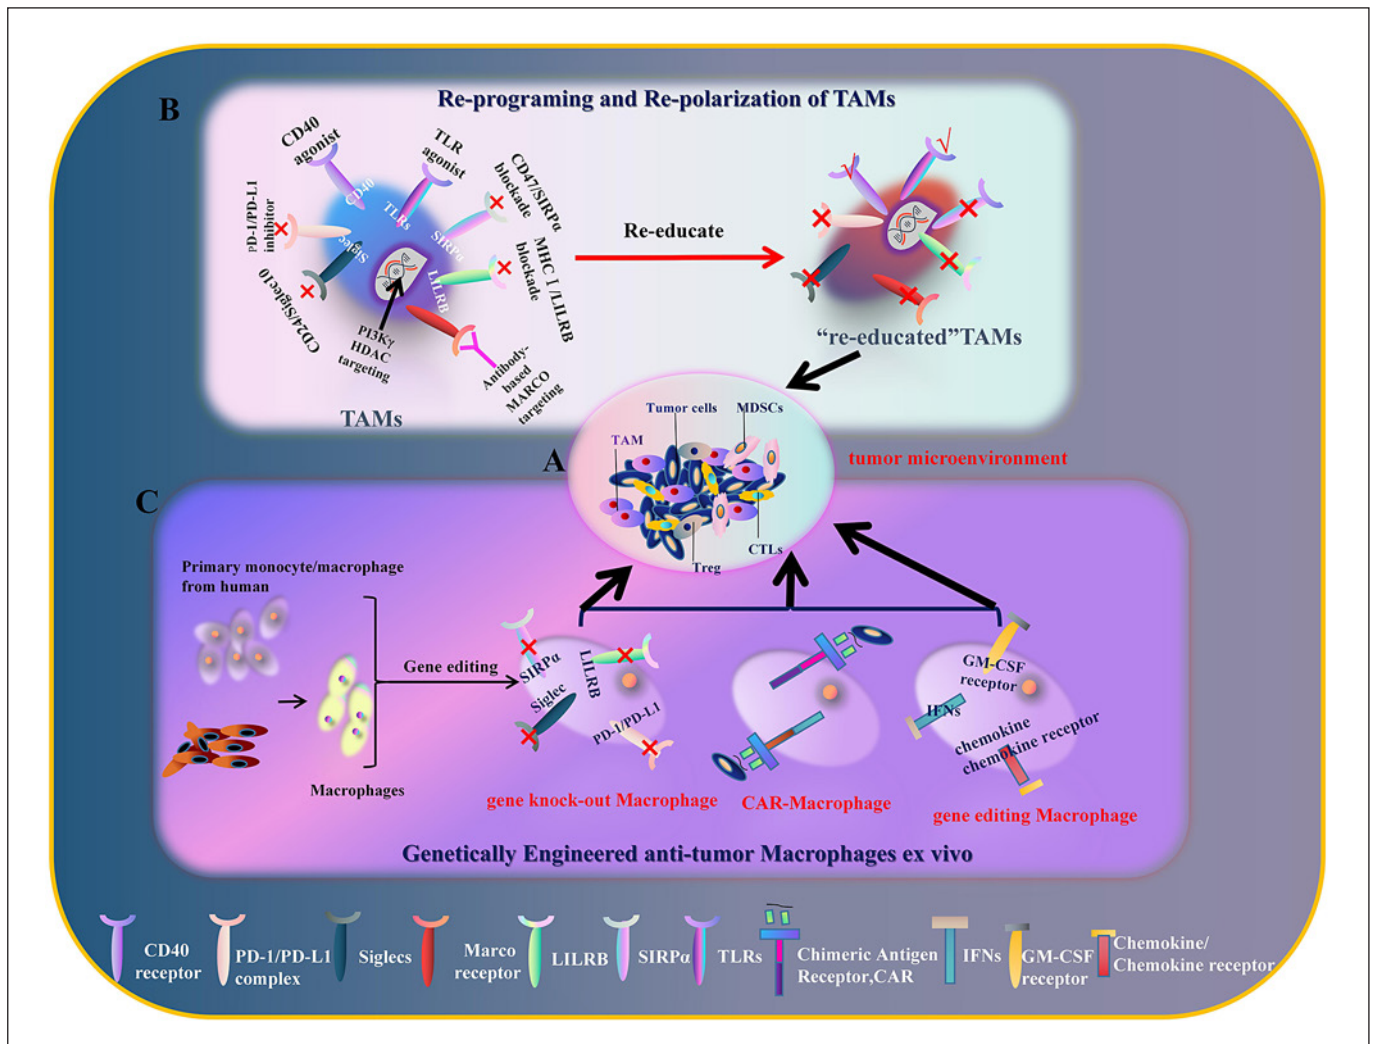 B
Re-programing and Re-polarization of TAMs
CD40
agonist
TLR
agonist
CD47/SIRPα
blockade
PD-1/PD-L1
inhibitor
CD40
TLRs
SIRPα
Siglec
LILRB
MHC I /LILRB
blockade
CD24/Siglec10
PI3Kγ
HDAC
targeting
Antibody-
based
MARCO
targeting
TAMs
Re-educate
“re-educated”TAMs
A
Tumor cells
MDSCs
TAM
CTLs
Treg
tumor microenvironment
C
Primary monocyte/macrophage
from human
Gene editing
Macrophages
SIRPα
LILRB
Siglec
PD-1/PD-L1
GM-CSF
receptor
IFNs
chemokine
chemokine receptor
gene knock-out Macrophage
CAR-Macrophage
gene editing Macrophage
Genetically Engineered anti-tumor Macrophages ex vivo
CD40
receptor
PD-1/PD-L1
complex
Siglecs
Marco
receptor
LILRB
SIRPα
TLRs
Chimeric Antigen
Receptor,CAR
IFNs
GM-CSF
receptor
Chemokine/
Chemokine receptor